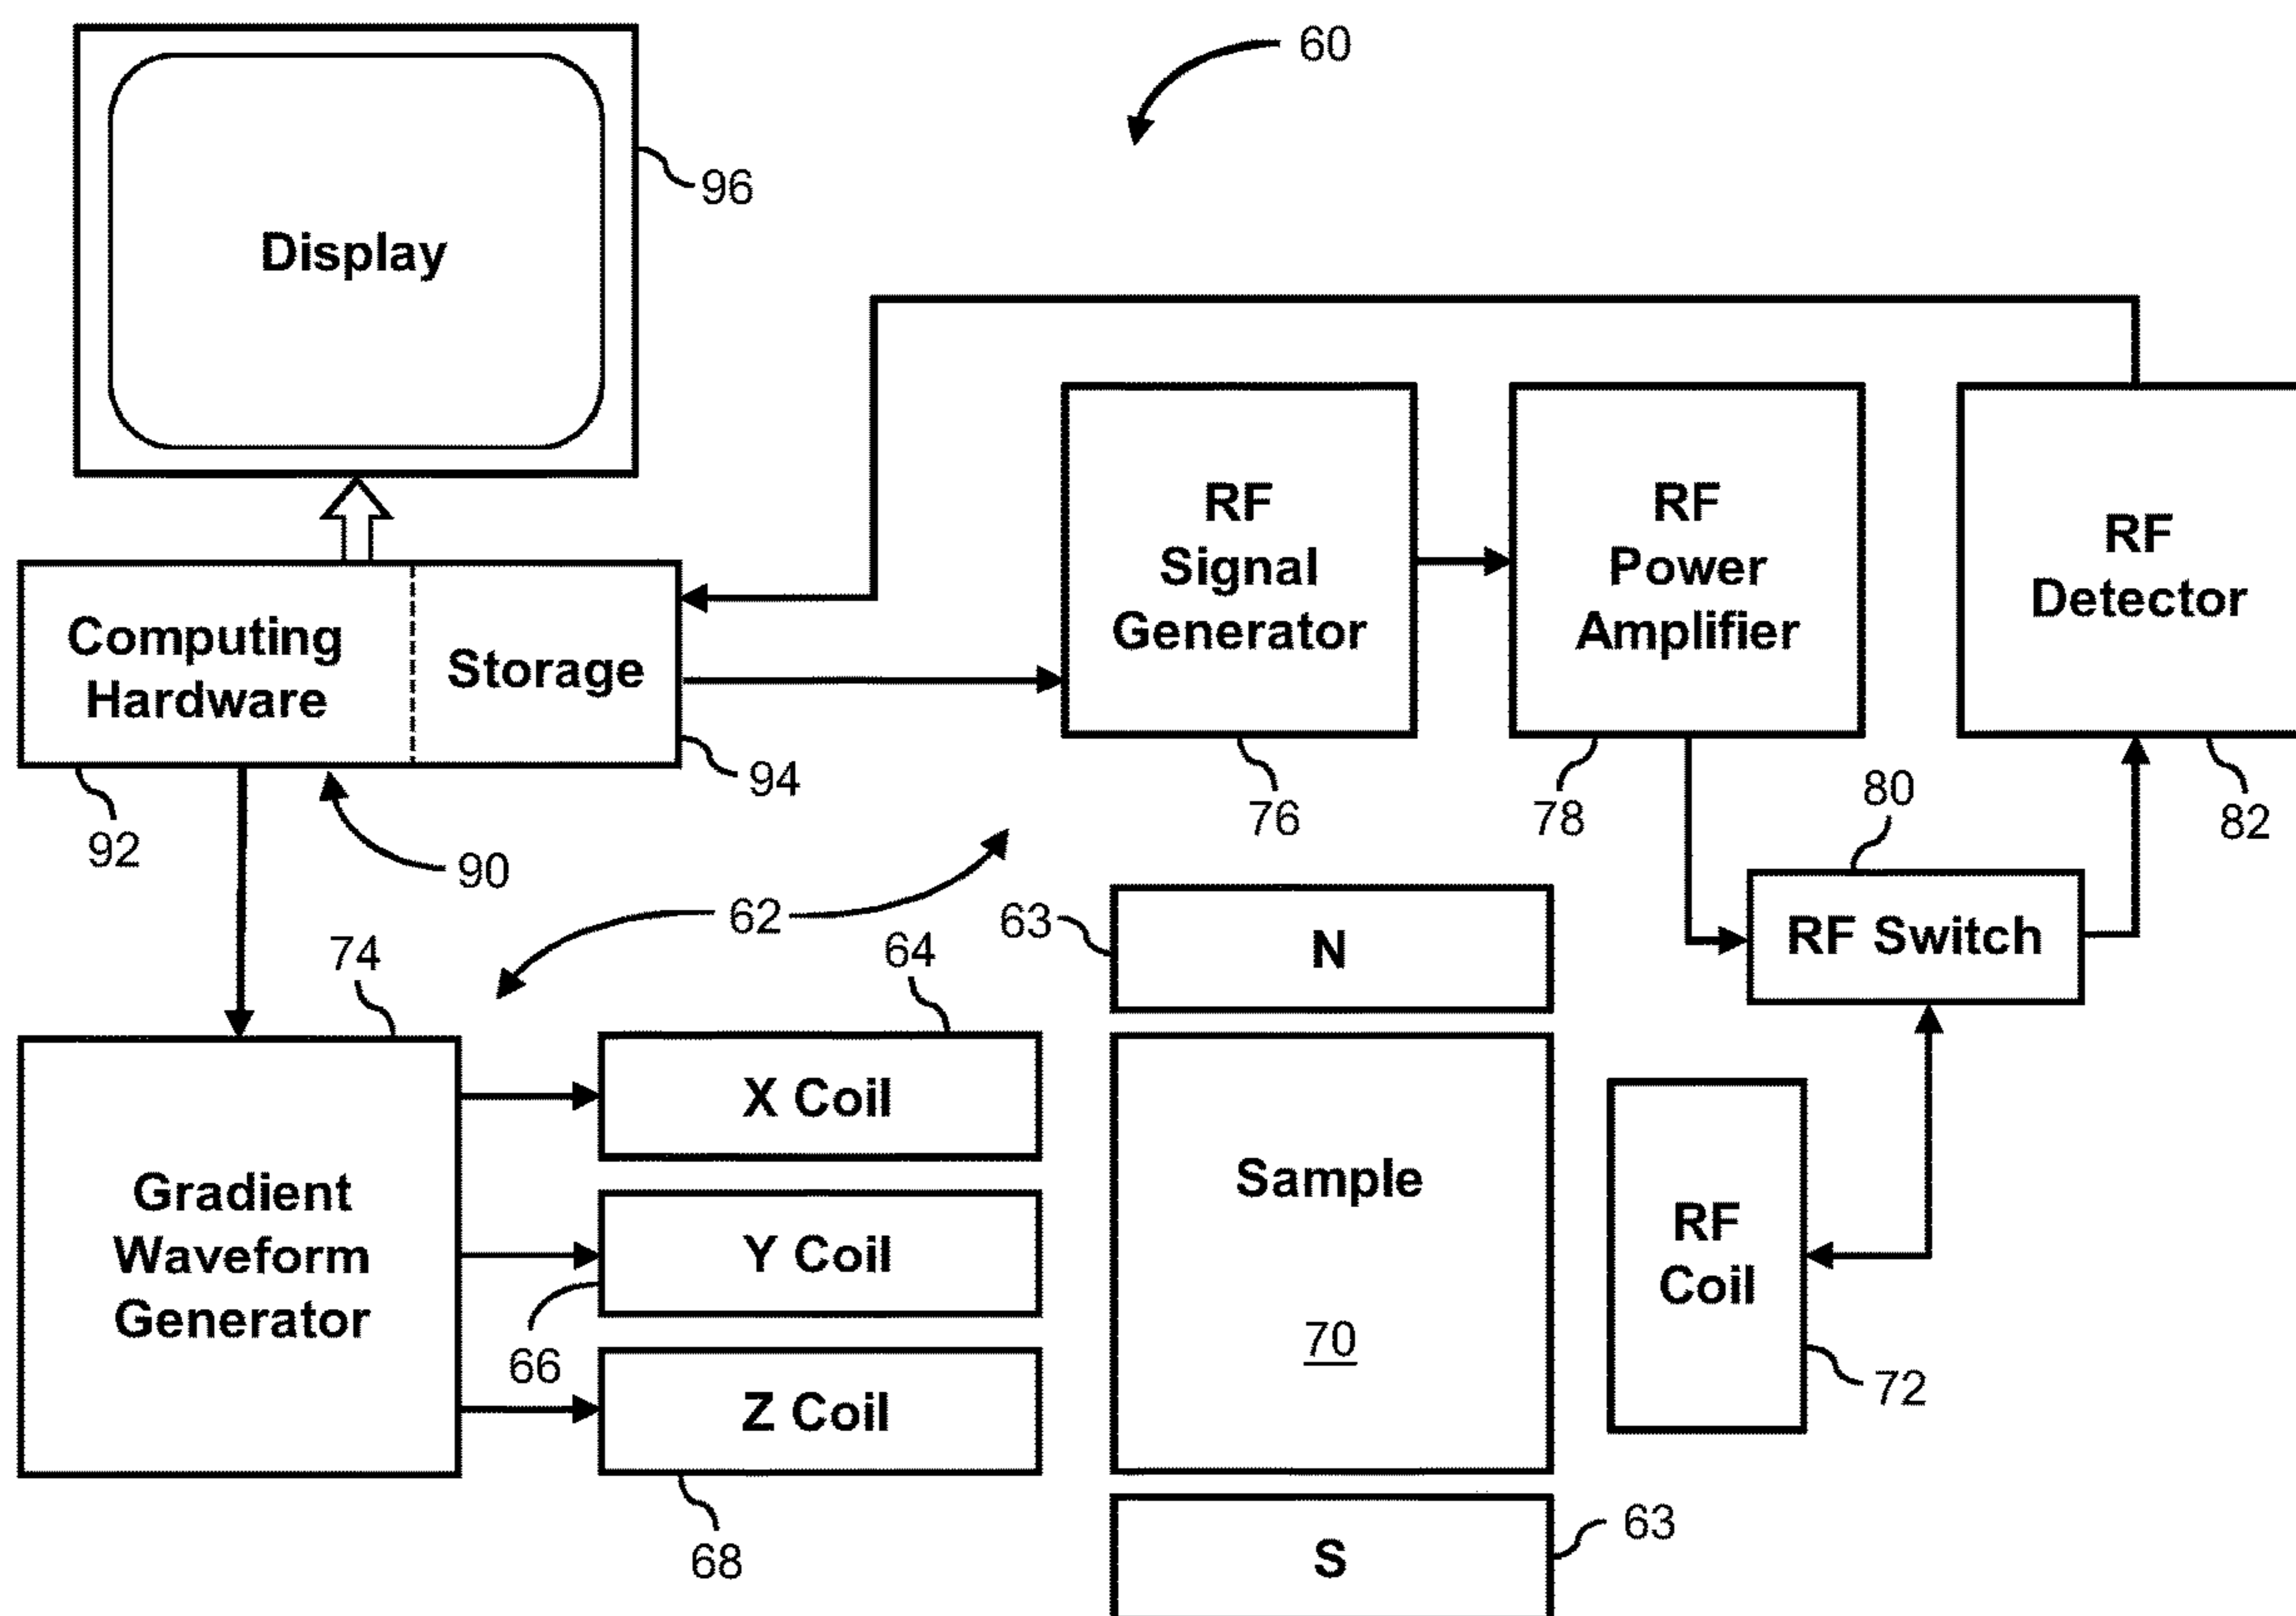 60
96
Display
RF
Signal
Generator
RF
Power
Amplifier
RF
Detector
Computing
Hardware
Storage
94
92
90
76
78
80
82
62
63
N
RF Switch
74
64
X Coil
Gradient
Waveform
Generator
Y Coil
66
Z Coil
68
Sample
70
RF
Coil
72
S
63